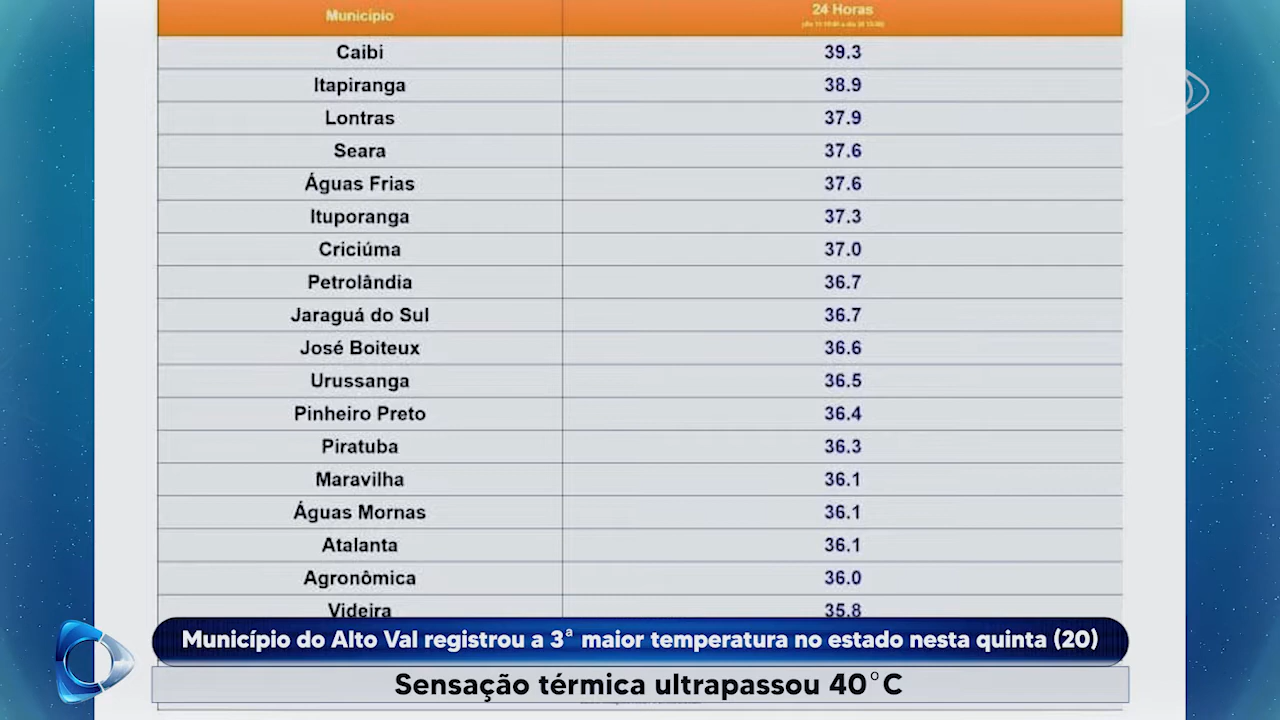 Município 24 Horas
Caibi 39.3
Itapiranga 38.9
Lontras 37.9
Seara 37.6
Águas Frias 37.6
Ituporanga 37.3
Criciúma 37.0
Petrolândia 36.7
Jaraguá do Sul 36.7
José Boiteux 36.6
Urussanga 36.5
Pinheiro Preto 36.4
Piratuba 36.3
Maravilha 36.1
Águas Mornas 36.1
Atalanta 36.1
Agronômica 36.0
Videira 35.8
Município do Alto Val registrou a 3ª maior temperatura no estado nesta quinta (20)
Sensação térmica ultrapassou 40°C